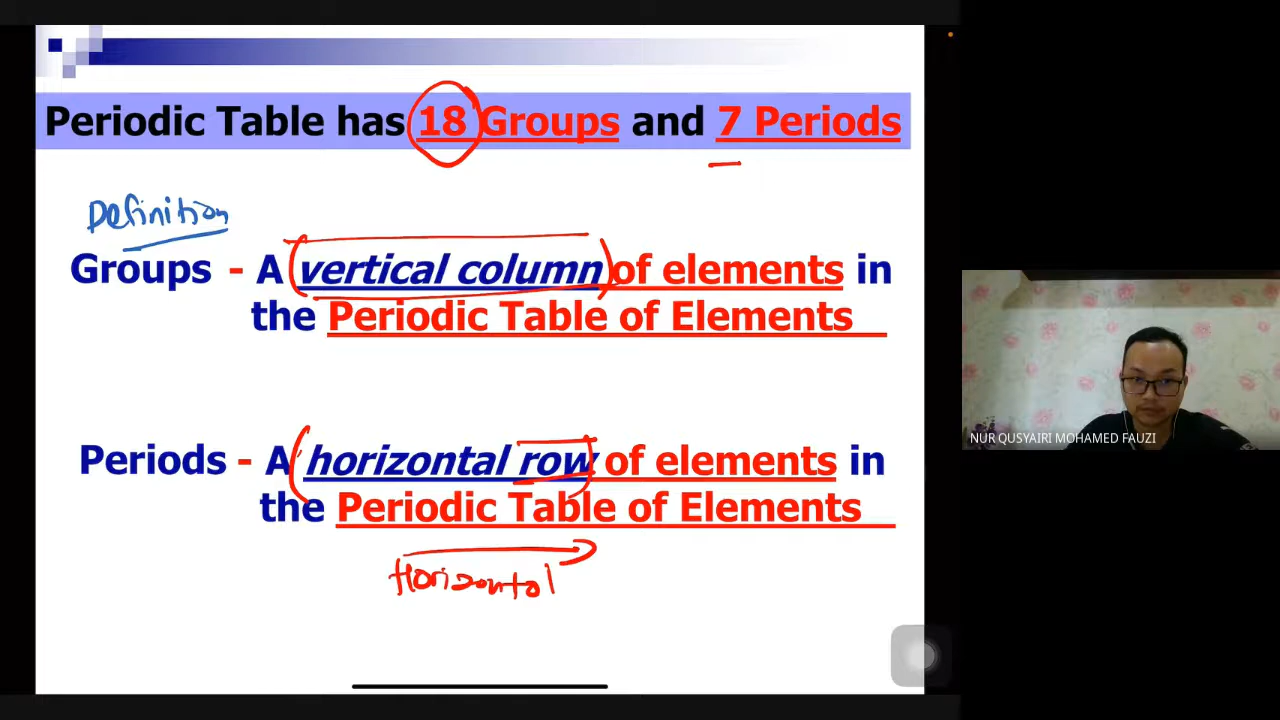 Periodic Table has 18 Groups and 7 Periods
Definition
Groups - A vertical column of elements in
the Periodic Table of Elements
NUR QUSYAIRI MOHAMED FAUZI
Periods - A horizontal row of elements in
the Periodic Table of Elements
Horizontal